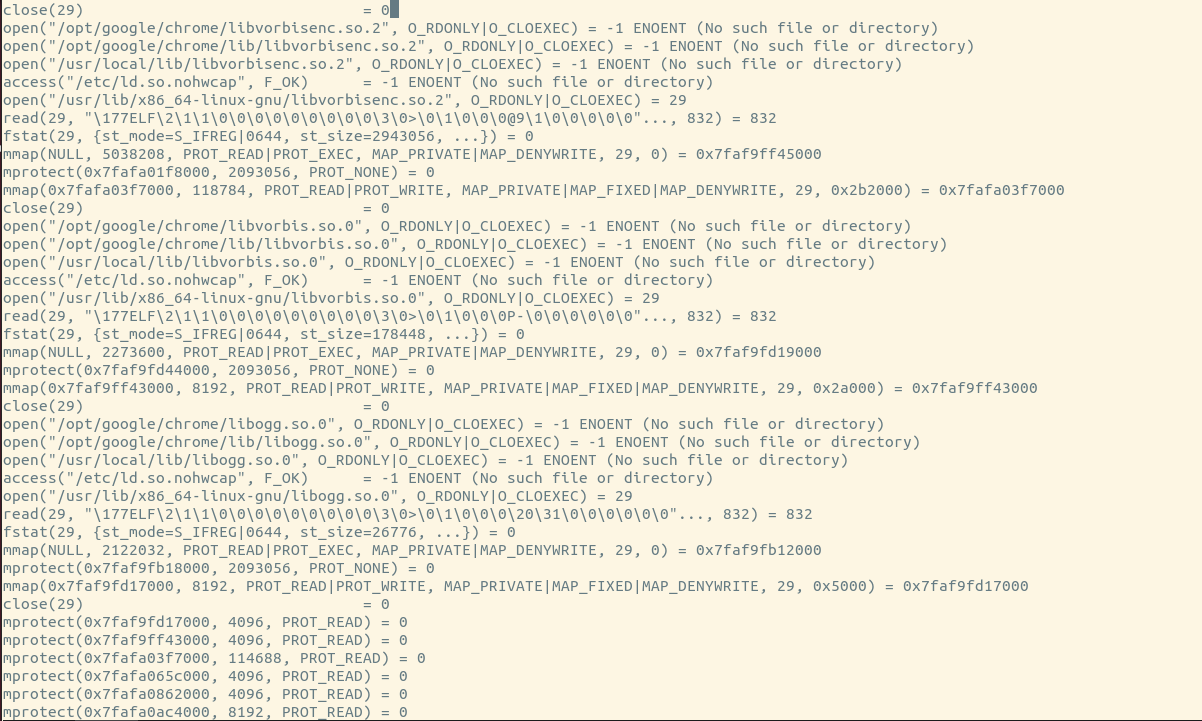 close(29)                               = 0
open("/opt/google/chrome/libvorbisenc.so.2", O_RDONLY|O_CLOEXEC) = -1 ENOENT (No such file or directory)
open("/opt/google/chrome/lib/libvorbisenc.so.2", O_RDONLY|O_CLOEXEC) = -1 ENOENT (No such file or directory)
open("/usr/local/lib/libvorbisenc.so.2", O_RDONLY|O_CLOEXEC) = -1 ENOENT (No such file or directory)
access("/etc/ld.so.nohwcap", F_OK)      = -1 ENOENT (No such file or directory)
open("/usr/lib/x86_64-linux-gnu/libvorbisenc.so.2", O_RDONLY|O_CLOEXEC) = 29
read(29, "\177ELF\2\1\1\0\0\0\0\0\0\0\0\0\3\0>\0\1\0\0\0@9\1\0\0\0\0\0"..., 832) = 832
fstat(29, {st_mode=S_IFREG|0644, st_size=2943056, ...}) = 0
mmap(NULL, 5038208, PROT_READ|PROT_EXEC, MAP_PRIVATE|MAP_DENYWRITE, 29, 0) = 0x7faf9ff45000
mprotect(0x7fafa01f8000, 2093056, PROT_NONE) = 0
mmap(0x7fafa03f7000, 118784, PROT_READ|PROT_WRITE, MAP_PRIVATE|MAP_FIXED|MAP_DENYWRITE, 29, 0x2b2000) = 0x7fafa03f7000
close(29)                               = 0
open("/opt/google/chrome/libvorbis.so.0", O_RDONLY|O_CLOEXEC) = -1 ENOENT (No such file or directory)
open("/opt/google/chrome/lib/libvorbis.so.0", O_RDONLY|O_CLOEXEC) = -1 ENOENT (No such file or directory)
open("/usr/local/lib/libvorbis.so.0", O_RDONLY|O_CLOEXEC) = -1 ENOENT (No such file or directory)
access("/etc/ld.so.nohwcap", F_OK)      = -1 ENOENT (No such file or directory)
open("/usr/lib/x86_64-linux-gnu/libvorbis.so.0", O_RDONLY|O_CLOEXEC) = 29
read(29, "\177ELF\2\1\1\0\0\0\0\0\0\0\0\0\3\0>\0\1\0\0\0P-\0\0\0\0\0\0"..., 832) = 832
fstat(29, {st_mode=S_IFREG|0644, st_size=178448, ...}) = 0
mmap(NULL, 2273600, PROT_READ|PROT_EXEC, MAP_PRIVATE|MAP_DENYWRITE, 29, 0) = 0x7faf9fd19000
mprotect(0x7faf9fd44000, 2093056, PROT_NONE) = 0
mmap(0x7faf9ff43000, 8192, PROT_READ|PROT_WRITE, MAP_PRIVATE|MAP_FIXED|MAP_DENYWRITE, 29, 0x2a000) = 0x7faf9ff43000
close(29)                               = 0
open("/opt/google/chrome/libogg.so.0", O_RDONLY|O_CLOEXEC) = -1 ENOENT (No such file or directory)
open("/opt/google/chrome/lib/libogg.so.0", O_RDONLY|O_CLOEXEC) = -1 ENOENT (No such file or directory)
open("/usr/local/lib/libogg.so.0", O_RDONLY|O_CLOEXEC) = -1 ENOENT (No such file or directory)
access("/etc/ld.so.nohwcap", F_OK)      = -1 ENOENT (No such file or directory)
open("/usr/lib/x86_64-linux-gnu/libogg.so.0", O_RDONLY|O_CLOEXEC) = 29
read(29, "\177ELF\2\1\1\0\0\0\0\0\0\0\0\0\3\0>\0\1\0\0\0\20\31\0\0\0\0\0\0"..., 832) = 832
fstat(29, {st_mode=S_IFREG|0644, st_size=26776, ...}) = 0
mmap(NULL, 2122032, PROT_READ|PROT_EXEC, MAP_PRIVATE|MAP_DENYWRITE, 29, 0) = 0x7faf9fb12000
mprotect(0x7faf9fb18000, 2093056, PROT_NONE) = 0
mmap(0x7faf9fd17000, 8192, PROT_READ|PROT_WRITE, MAP_PRIVATE|MAP_FIXED|MAP_DENYWRITE, 29, 0x5000) = 0x7faf9fd17000
close(29)                               = 0
mprotect(0x7faf9fd17000, 4096, PROT_READ) = 0
mprotect(0x7faf9ff43000, 4096, PROT_READ) = 0
mprotect(0x7fafa03f7000, 114688, PROT_READ) = 0
mprotect(0x7fafa065c000, 4096, PROT_READ) = 0
mprotect(0x7fafa0862000, 4096, PROT_READ) = 0
mprotect(0x7fafa0ac4000, 8192, PROT_READ) = 0